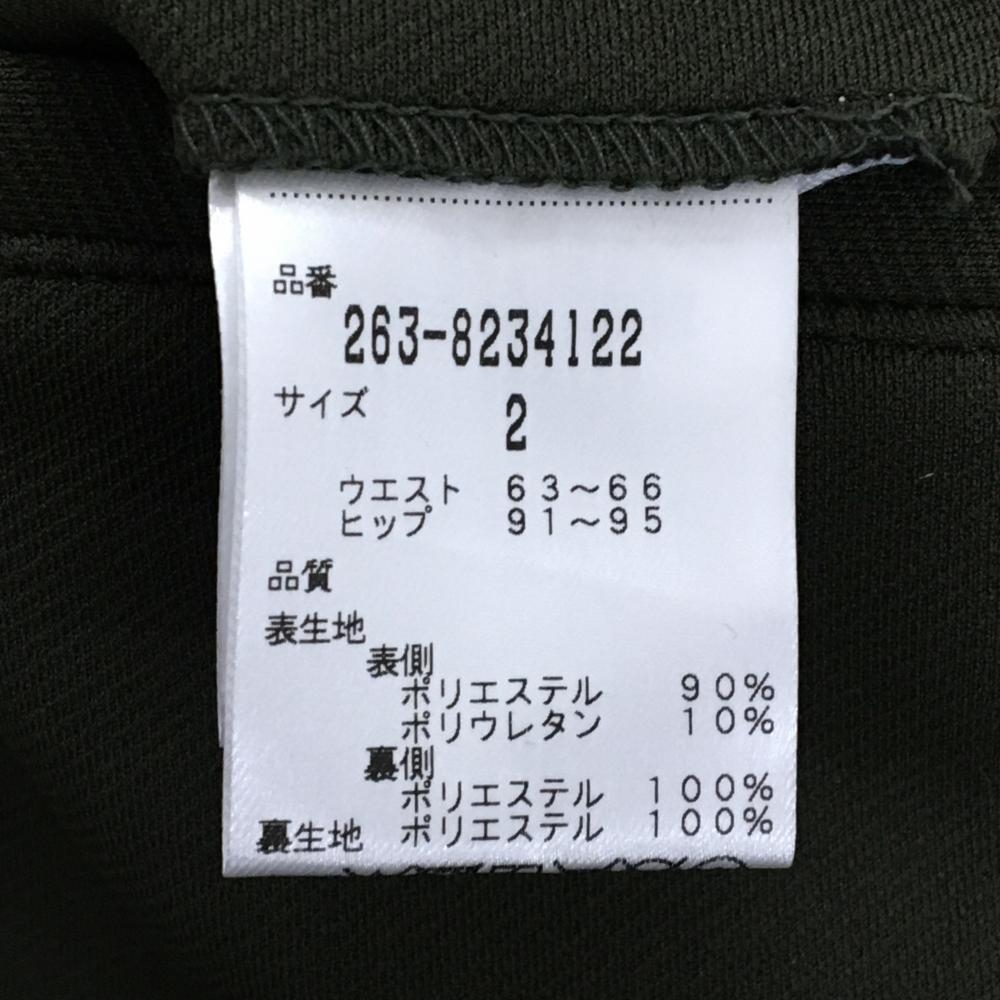 品番
263-8234122
サイズ 2
ウエスト 63～66
ヒップ 91～95
品質
表生地
表側
ポリエステル 90%
ポリウレタン 10%
裏側
ポリエステル 100%
裏生地 ポリエステル 100%